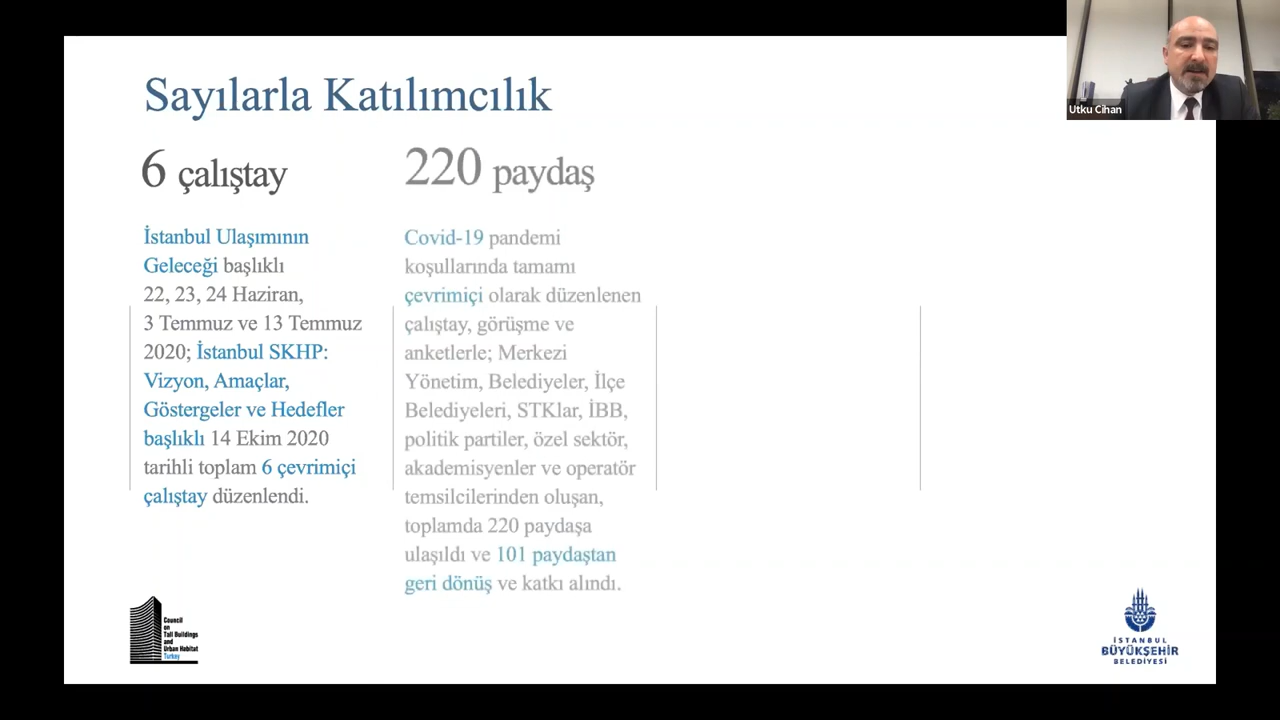 Utku Cihan
Sayılarla Katılımcılık
6 çalıştay
İstanbul Ulaşımının
Geleceği başlıklı
22, 23, 24 Haziran,
3 Temmuz ve 13 Temmuz
2020; İstanbul SKHP:
Vizyon, Amaçlar,
Göstergeler ve Hedefler
başlıklı 14 Ekim 2020
tarihli toplam 6 çevrimiçi
çalıştay düzenlendi.
220 paydaş
Covid-19 pandemi
koşullarında tamamı
çevrimiçi olarak düzenlenen
çalıştay, görüşme ve
anketlerle; Merkezi
Yönetim, Belediyeler, İlçe
Belediyeleri, STKlar, İBB,
politik partiler, özel sektör,
akademisyenler ve operatör
temsilcilerinden oluşan,
toplamda 220 paydaşa
ulaşıldı ve 101 paydaştan
geri dönüş ve katkı alındı.
Council
on
Tall Buildings
and
Urban Habitat
Turkey
İSTANBUL
BÜYÜKŞEHİR
BELEDİYESİ